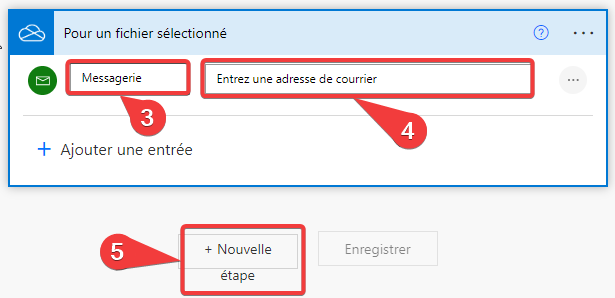 Pour un fichier sélectionné
Messagerie
Entrez une adresse de courrier
3
4
+ Ajouter une entrée
5
+ Nouvelle
étape
Enregistrer